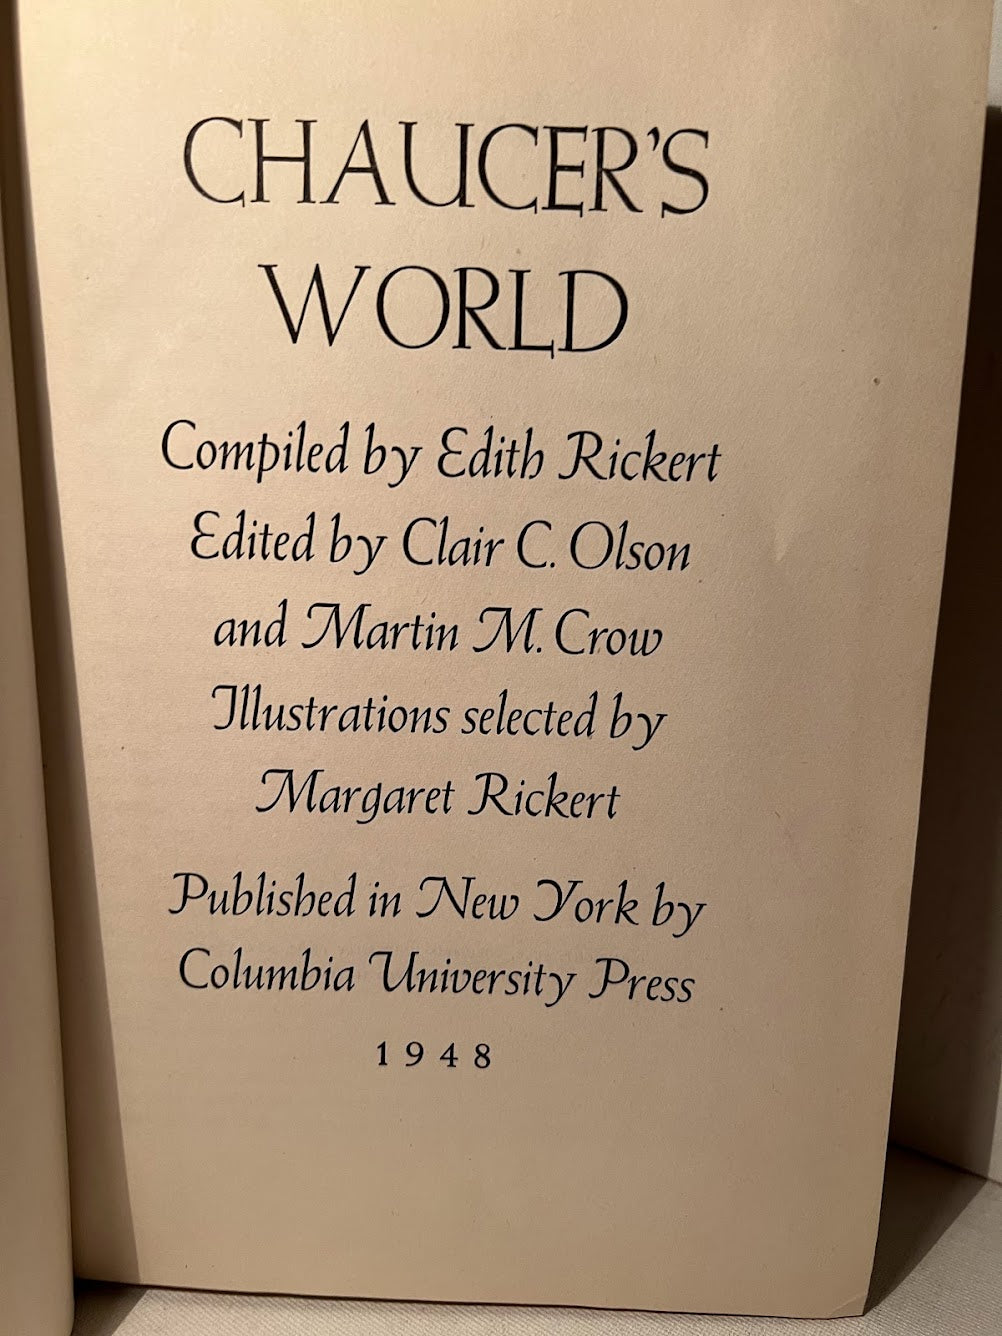 CHAUCER'S
WORLD
Compiled by Edith Rickert
Edited by Clair C. Olson
and Martin M. Crow
Illustrations selected by
Margaret Rickert
Published in New York by
Columbia University Press
1948